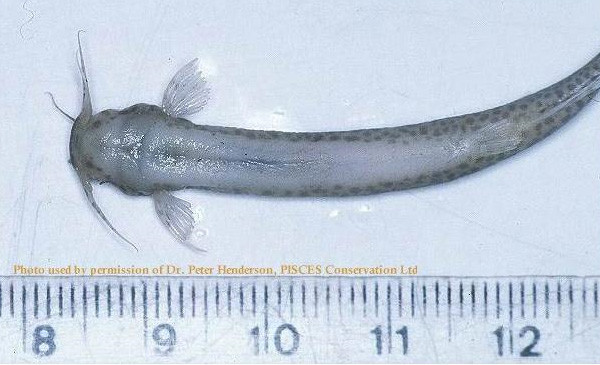 Photo used by permission of Dr. Peter Henderson, PISCES Conservation Ltd
8 9 10 11 12